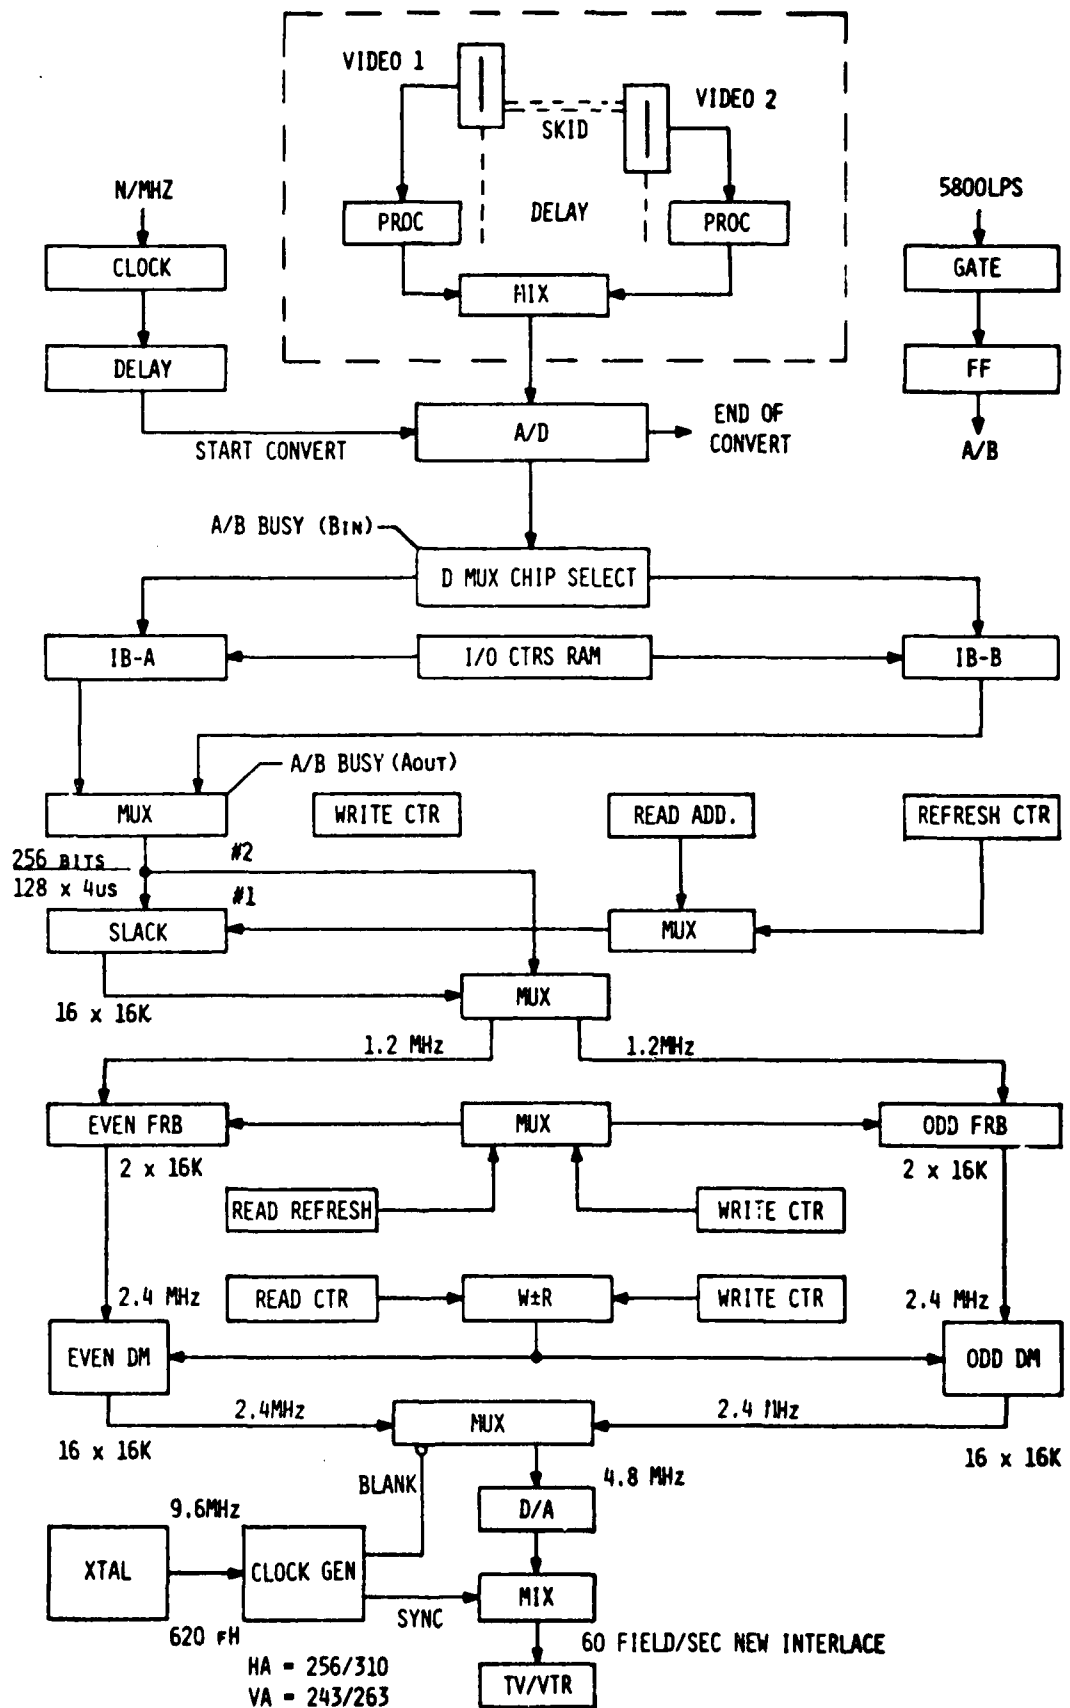 VIDEO 1
VIDEO 2
SKID
N/MHZ
5800LPS
PROC
DELAY
PROC
CLOCK
GATE
MIX
DELAY
FF
A/D
END OF
CONVERT
START CONVERT
A/B
A/B BUSY (BIN)
D MUX CHIP SELECT
IB-A
I/O CTRS RAM
IB-B
A/B BUSY (AOUT)
MUX
WRITE CTR
READ ADD.
REFRESH CTR
#2
256 BITS
128 x 4US
#1
SLACK
MUX
MUX
16 x 16K
1.2 MHz
1.2MHz
EVEN FRB
MUX
ODD FRB
2 x 16K
2 x 16K
READ REFRESH
WRITE CTR
2.4 MHz
READ CTR
W±R
WRITE CTR
2.4 MHz
EVEN DM
ODD DM
2.4MHz
MUX
2.4 MHz
16 x 16K
16 x 16K
BLANK
4.8 MHz
9.6MHz
D/A
XTAL
CLOCK GEN
MIX
SYNC
620 FH
60 FIELD/SEC NEW INTERLACE
HA = 256/310
VA = 243/263
TV/VTR